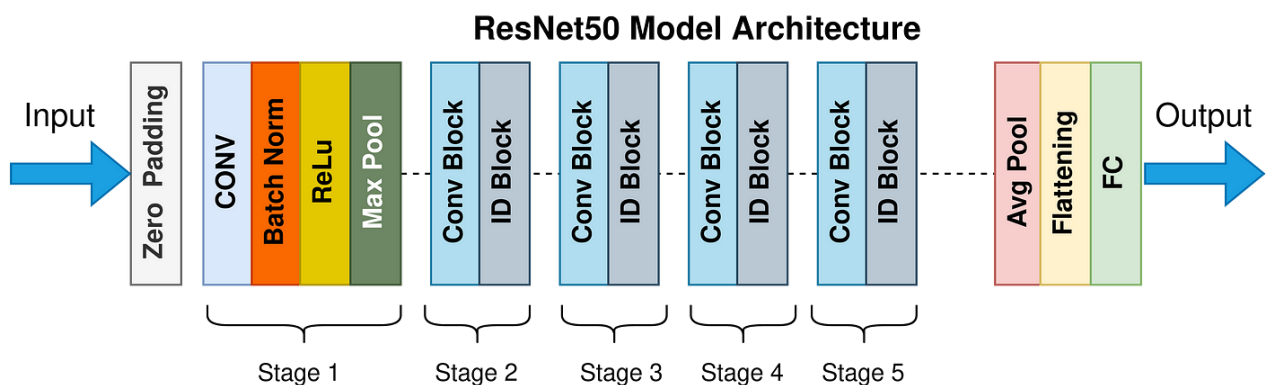 ResNet50 Model Architecture
Input
Zero Padding
CONV
Batch Norm
ReLu
Max Pool
Conv Block
ID Block
Conv Block
ID Block
Conv Block
ID Block
Conv Block
ID Block
Avg Pool
Flattening
FC
Output
Stage 1
Stage 2
Stage 3
Stage 4
Stage 5